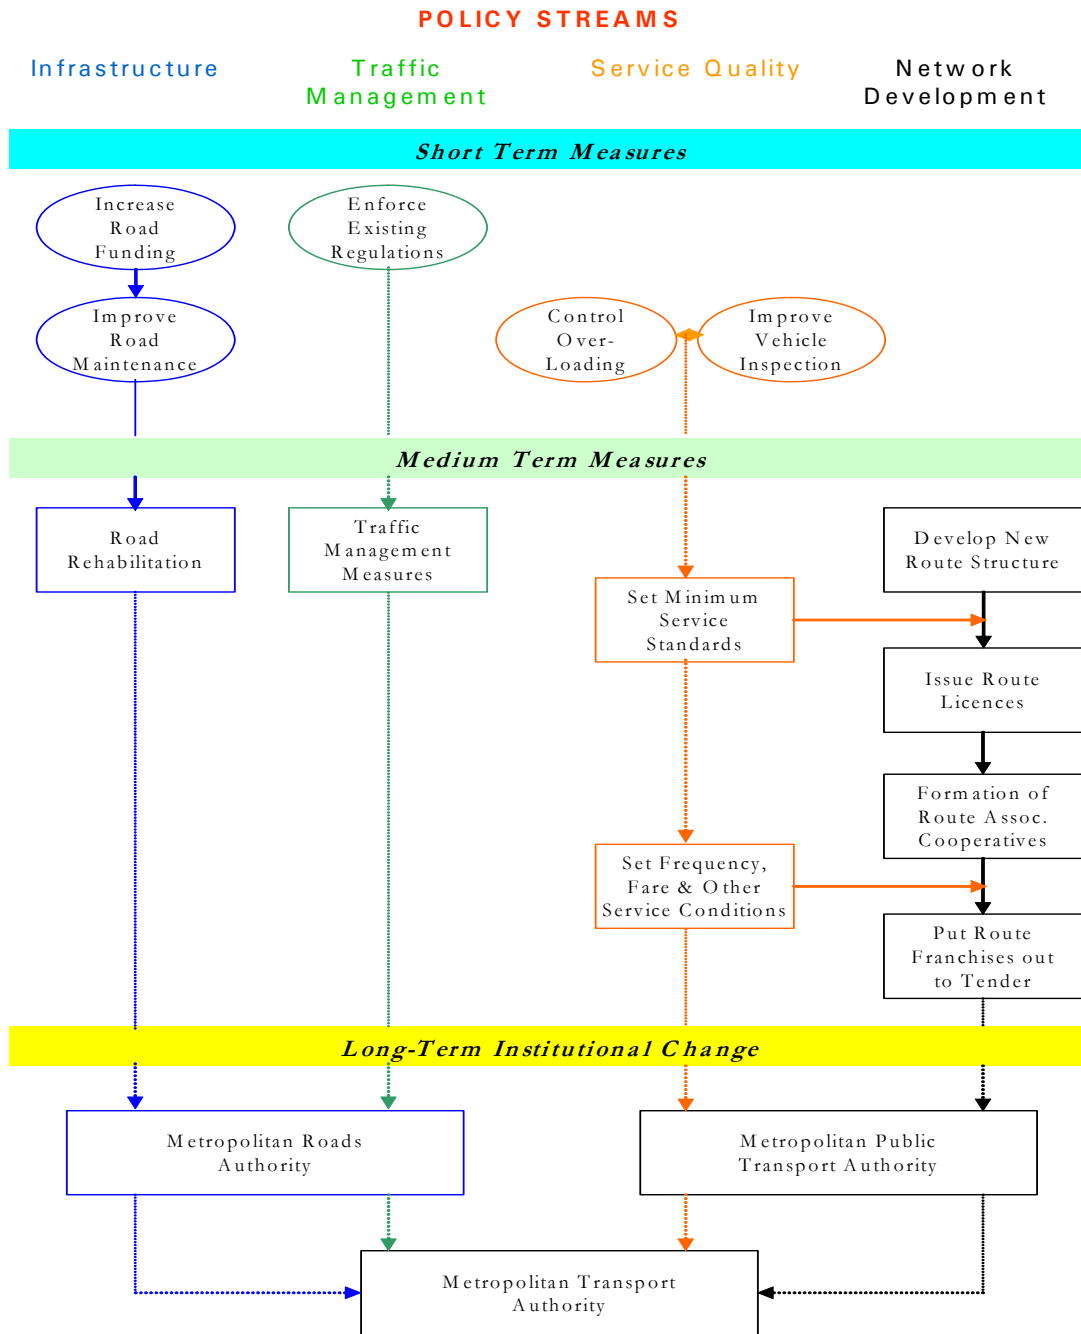 POLICY STREAMS
Infrastructure
Traffic
Management
Service Quality
Network
Development
Short Term Measures
Increase
Road
Funding
Enforce
Existing
Regulations
Improve
Road
Maintenance
Control
Over-
Loading
Improve
Vehicle
Inspection
Medium Term Measures
Road
Rehabilitation
Traffic
Management
Measures
Develop New
Route Structure
Set Minimum
Service
Standards
Issue Route
Licences
Formation of
Route Assoc.
Cooperatives
Set Frequency,
Fare & Other
Service Conditions
Put Route
Franchises out
to Tender
Long-Term Institutional Change
Metropolitan Roads
Authority
Metropolitan Public
Transport Authority
Metropolitan Transport
Authority